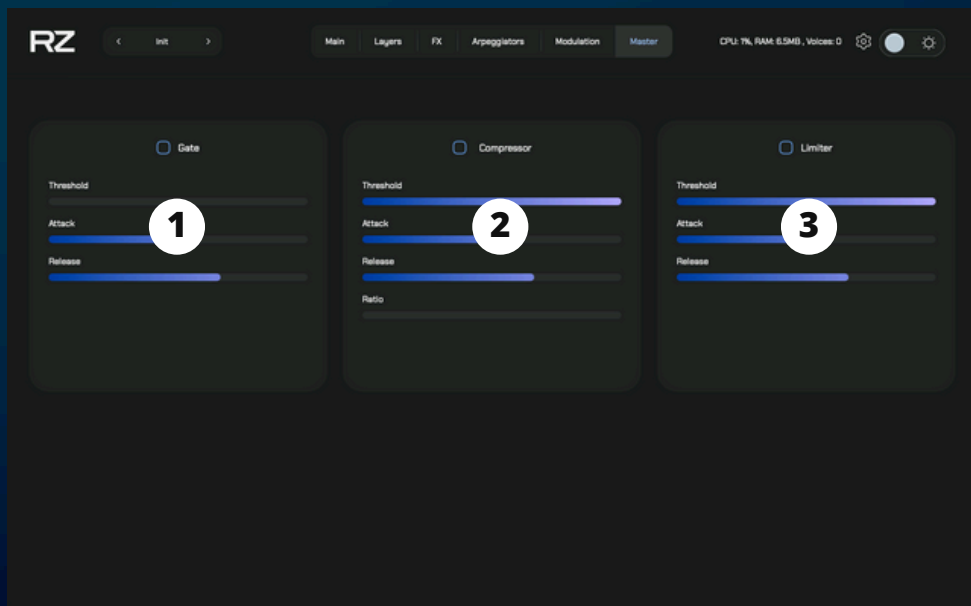 RZ
< Init >
Main Layers FX Arpeggiators Modulation Master
CPU: 1%, RAM: 6.5MB , Voices: 0
Gate
Threshold
Attack
Release
1
Compressor
Threshold
Attack
Release
Ratio
2
Limiter
Threshold
Attack
Release
3